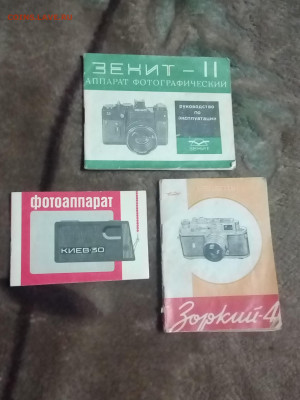 ЗЕНИТ-11
АППАРАТ ФОТОГРАФИЧЕСКИЙ
Руководство
по
эксплуатации
фотоаппарат
КИЕВ-30
Зоркий-4